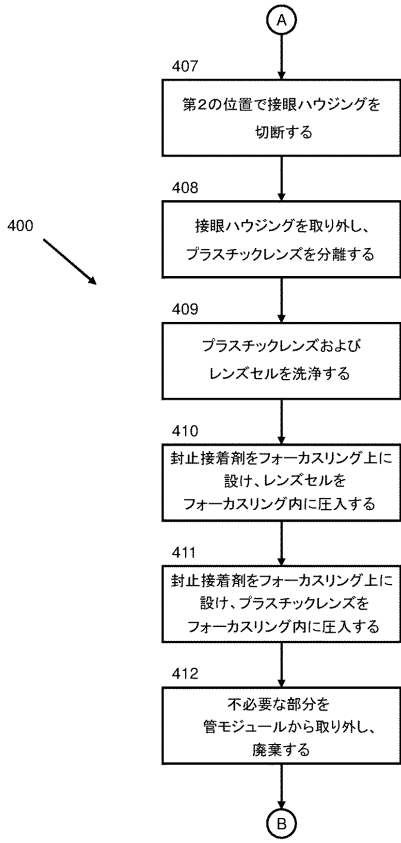 A
407
第2の位置で接眼ハウジングを
切断する
408
接眼ハウジングを取り外し、
プラスチックレンズを分離する
400
409
プラスチックレンズおよび
レンズセルを洗浄する
410
封止接着剤をフォーカスリング上に
設け、レンズセルを
フォーカスリング内に圧入する
411
封止接着剤をフォーカスリング上に
設け、プラスチックレンズを
フォーカスリング内に圧入する
412
不必要な部分を
管モジュールから取り外し、
廃棄する
B